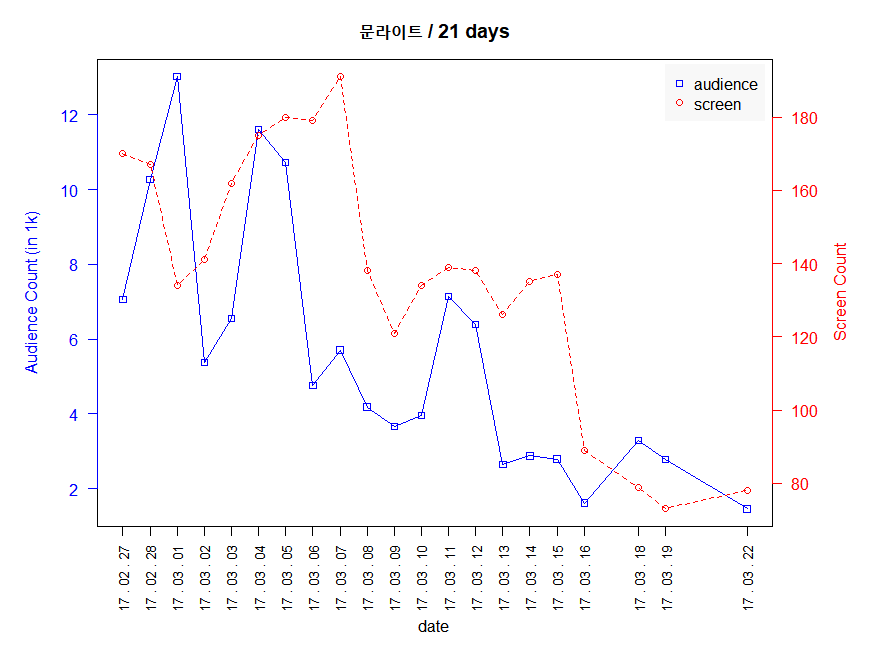 문라이트 / 21 days
audience
screen
Audience Count (in 1k)
12
10
8
6
4
2
180
160
140
120
100
80
Screen Count
17 . 02 . 27
17 . 02 . 28
17 . 03 . 01
17 . 03 . 02
17 . 03 . 03
17 . 03 . 04
17 . 03 . 05
17 . 03 . 06
17 . 03 . 07
17 . 03 . 08
17 . 03 . 09
17 . 03 . 10
17 . 03 . 11
17 . 03 . 12
17 . 03 . 13
17 . 03 . 14
17 . 03 . 15
17 . 03 . 16
17 . 03 . 18
17 . 03 . 19
17 . 03 . 22
date